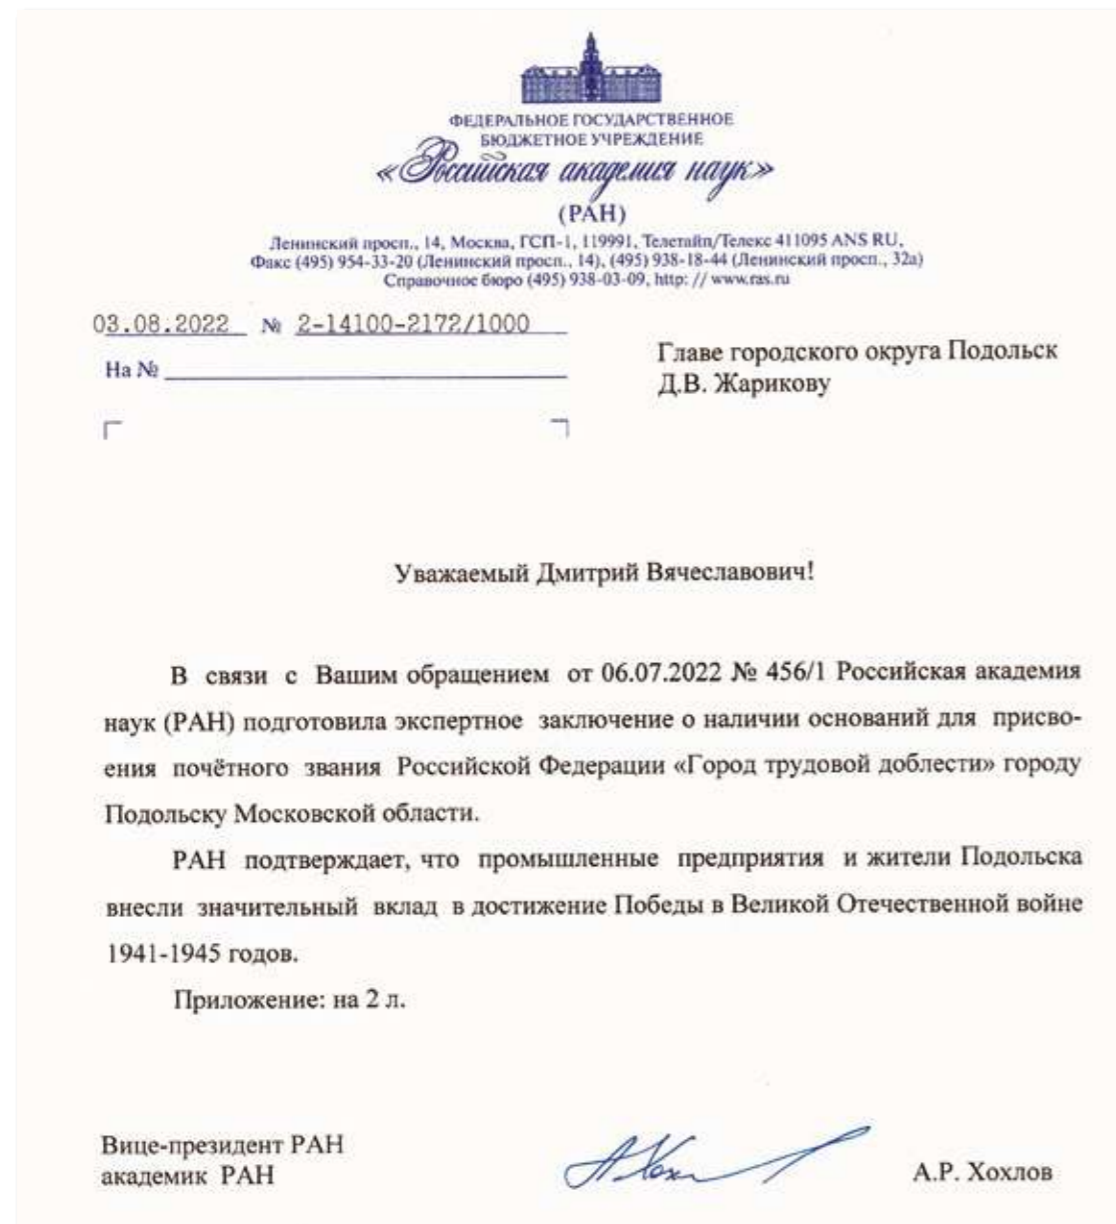 ФЕДЕРАЛЬНОЕ ГОСУДАРСТВЕННОЕ
БЮДЖЕТНОЕ УЧРЕЖДЕНИЕ
«Российская академия наук»
(РАН)
Ленинский просп., 14, Москва, ГСП-1, 119991, Телетайп/Телекс 411095 ANS RU,
Факс (495) 954-33-20 (Ленинский просп., 14), (495) 938-18-44 (Ленинский просп., 32а)
Справочное бюро (495) 938-03-09, http: // www.ras.ru
03.08.2022 № 2-14100-2172/1000
На №
Главе городского округа Подольск
Д.В. Жарикову
Уважаемый Дмитрий Вячеславович!
В связи с Вашим обращением от 06.07.2022 № 456/1 Российская академия
наук (РАН) подготовила экспертное заключение о наличии оснований для присво-
ения почётного звания Российской Федерации «Город трудовой доблести» городу
Подольску Московской области.
РАН подтверждает, что промышленные предприятия и жители Подольска
внесли значительный вклад в достижение Победы в Великой Отечественной войне
1941-1945 годов.
Приложение: на 2 л.
Вице-президент РАН
академик РАН
А.Р. Хохлов